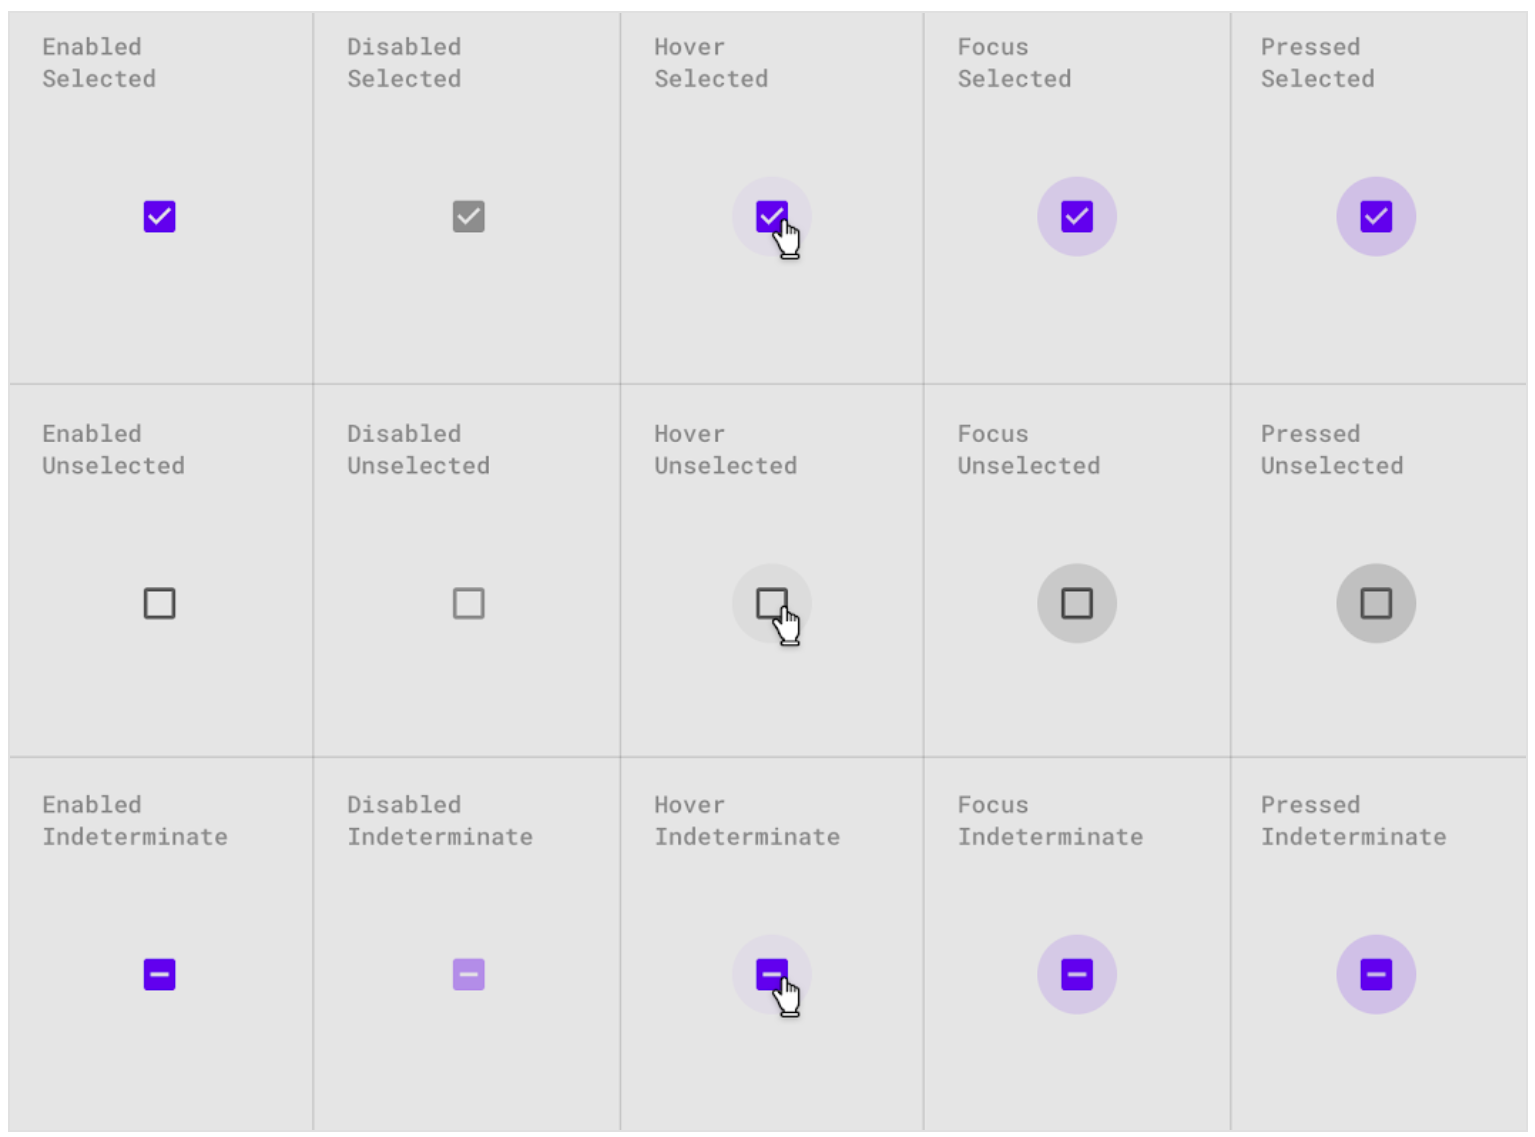 Enabled
Selected
Disabled
Selected
Hover
Selected
Focus
Selected
Pressed
Selected
Enabled
Unselected
Disabled
Unselected
Hover
Unselected
Focus
Unselected
Pressed
Unselected
Enabled
Indeterminate
Disabled
Indeterminate
Hover
Indeterminate
Focus
Indeterminate
Pressed
Indeterminate